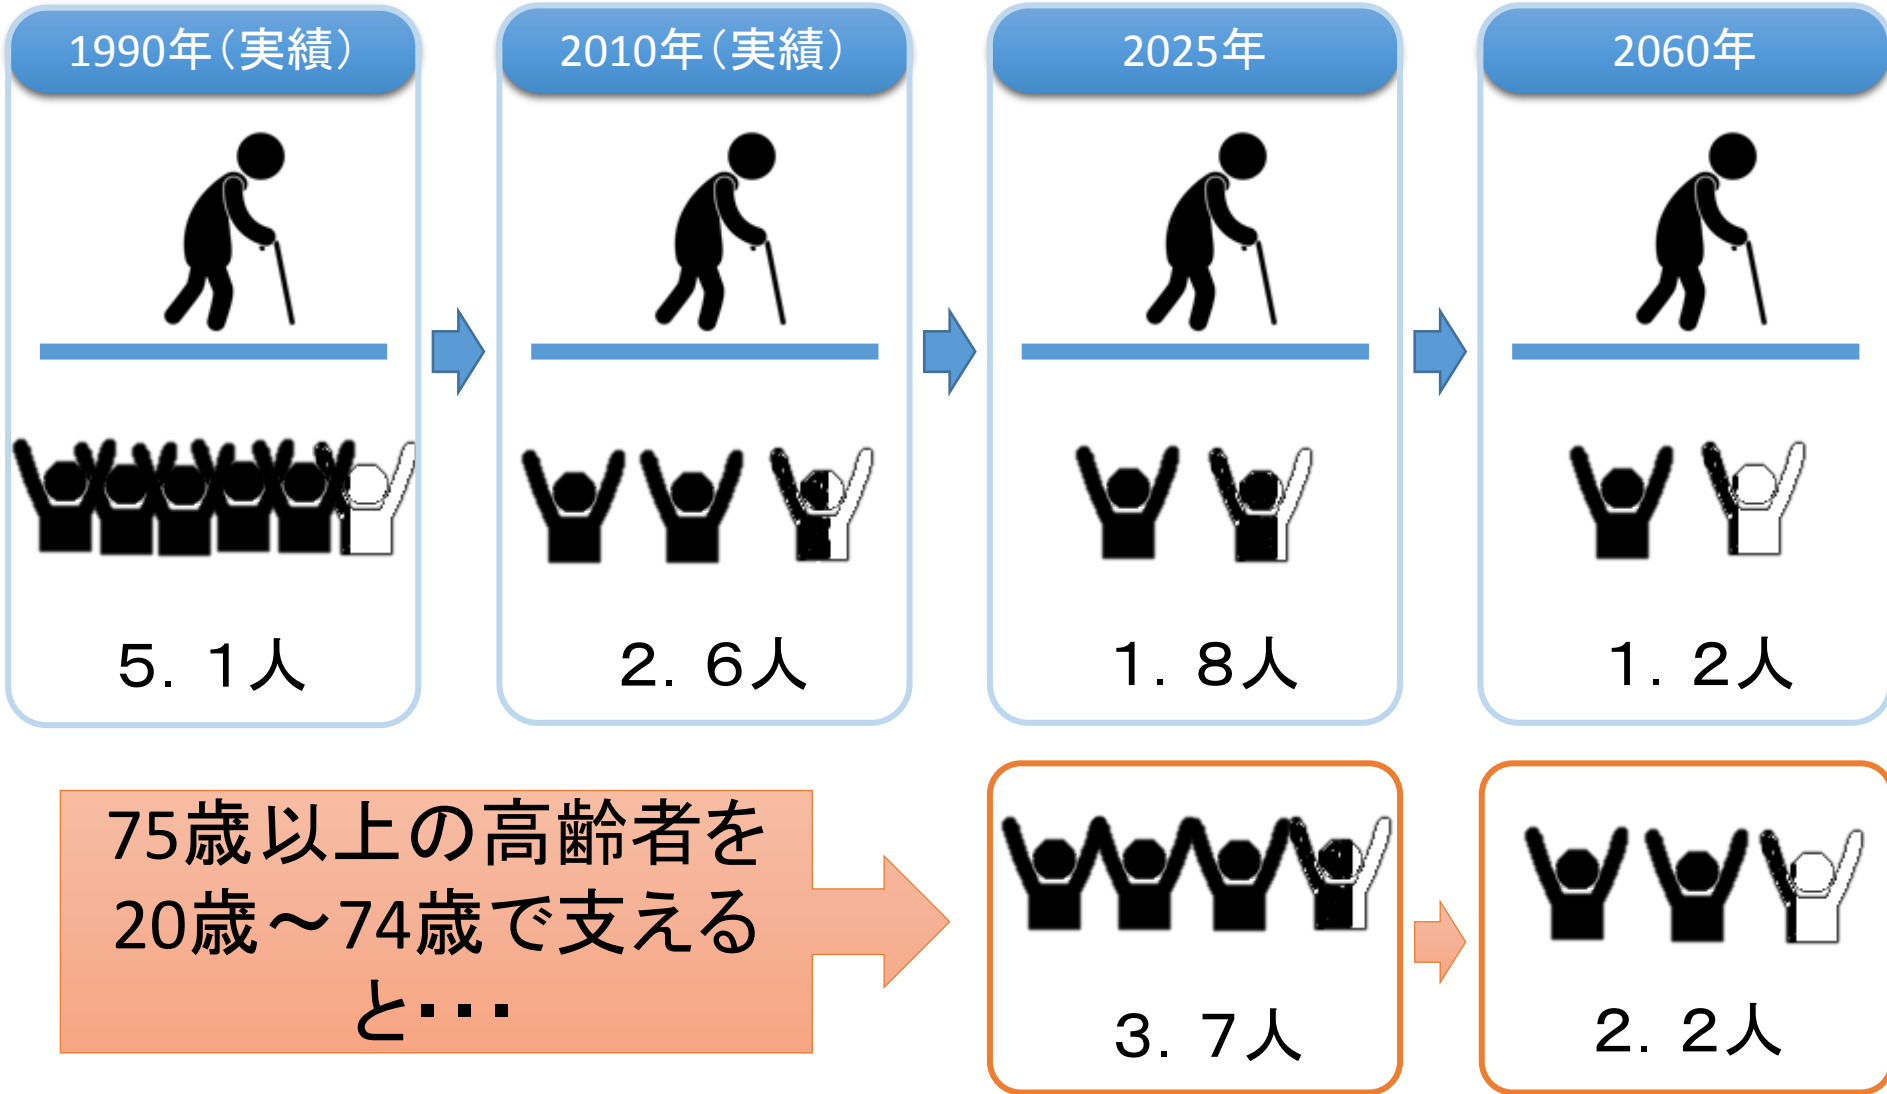 1990年（実績）
2010年（実績）
2025年
2060年
５．１人
２．６人
１．８人
１．２人
75歳以上の高齢者を
20歳～74歳で支える
と・・・
３．７人
２．２人